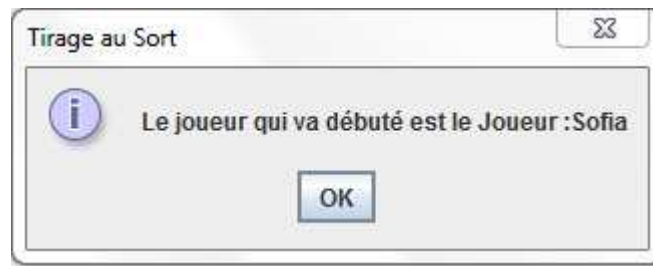 Tirage au Sort
i
Le joueur qui va débuté est le Joueur :Sofia
OK